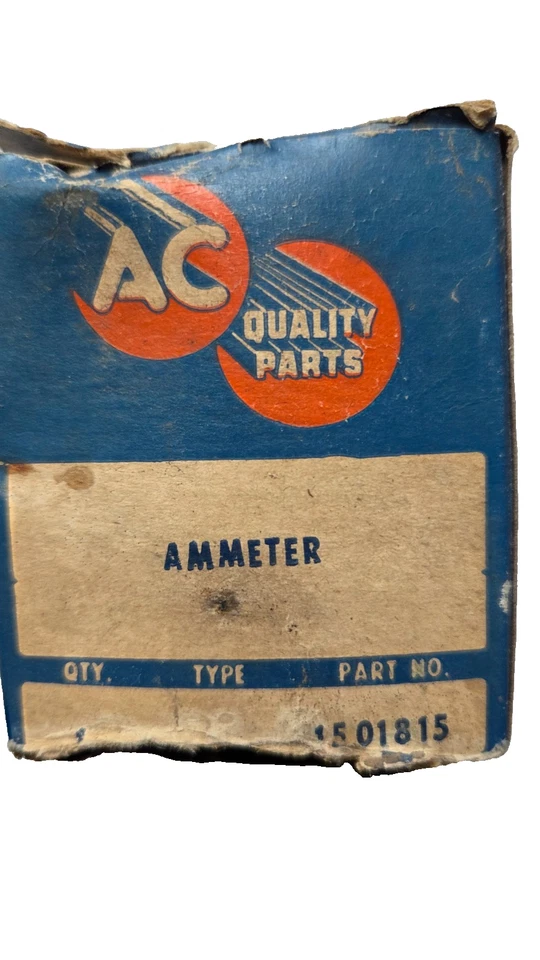 AC
QUALITY
PARTS
AMMETER
QTY. TYPE PART NO.
1501815